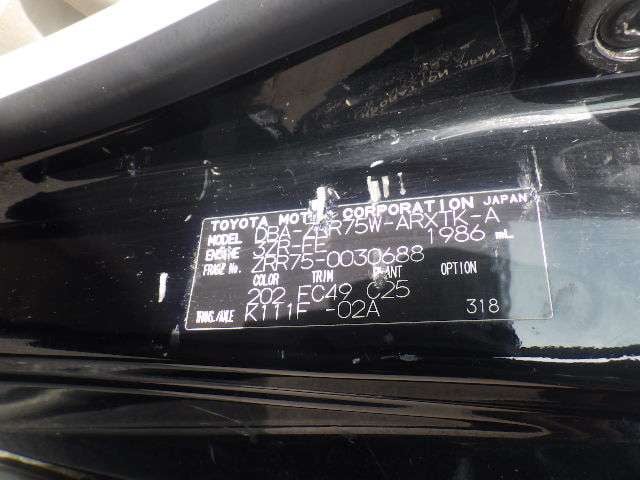 TOYOTA MOTOR CORPORATION JAPAN
MODEL DBA-ZRR75W-ARXTK-A
ENGINE 3ZR-FE 1986 mL
FRAME No. ZRR75-0030688
COLOR TRIM PLANT OPTION
202 FC49 C25
TRANS./AXLE K111F -02A 318